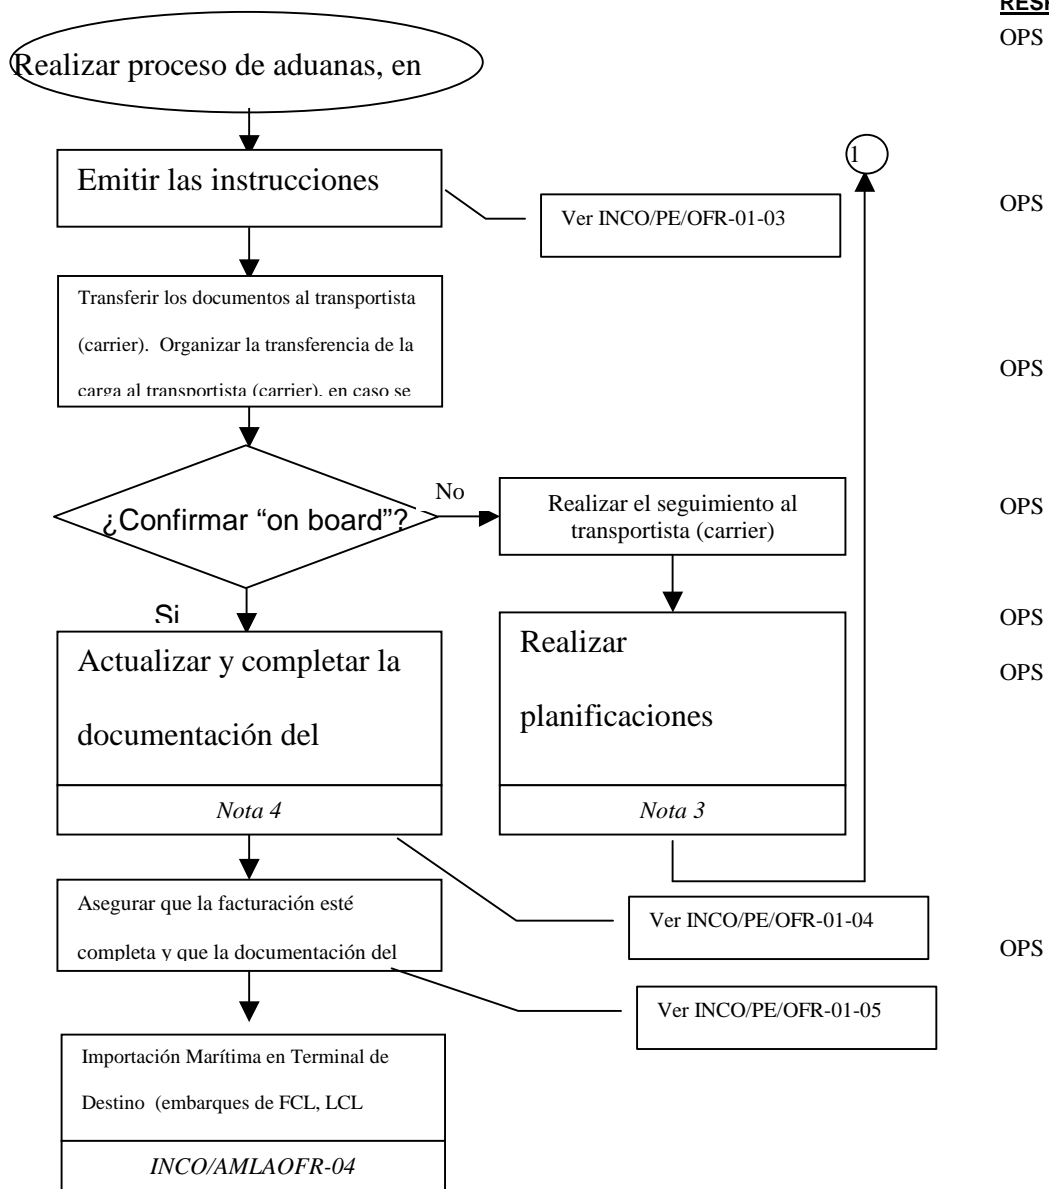 RESP
OPS
Realizar proceso de aduanas, en
1
Emitir las instrucciones
Ver INCO/PE/OFR-01-03
OPS
Transferir los documentos al transportista
(carrier). Organizar la transferencia de la
carga al transportista (carrier), en caso se
OPS
¿Confirmar “on board”?
No
Realizar el seguimiento al
transportista (carrier)
OPS
Si
Actualizar y completar la
documentación del
Nota 4
Realizar
planificaciones
Nota 3
OPS
OPS
Asegurar que la facturación esté
completa y que la documentación del
Ver INCO/PE/OFR-01-04
OPS
Ver INCO/PE/OFR-01-05
Importación Marítima en Terminal de
Destino (embarques de FCL, LCL
INCO/AMLAOFR-04